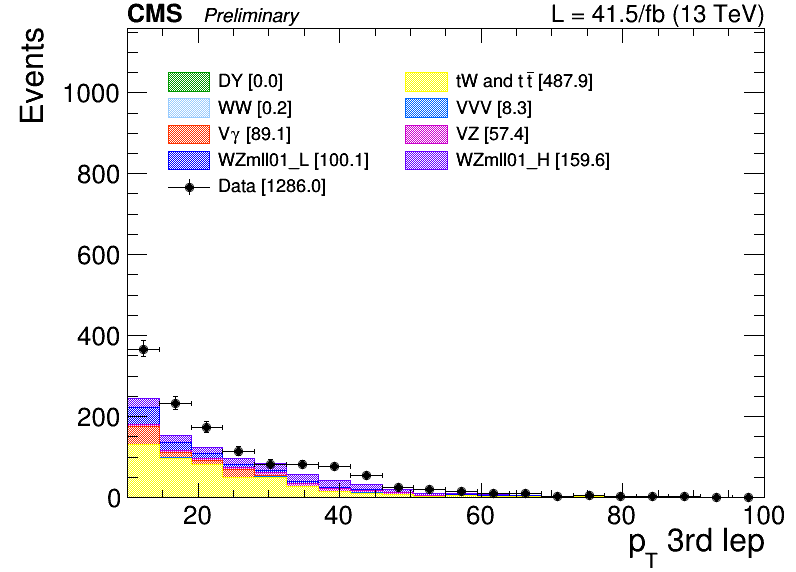 CMS Preliminary L = 41.5/fb (13 TeV)
Events
DY [0.0] tW and t t̄ [487.9]
WW [0.2] VVV [8.3]
Vγ [89.1] VZ [57.4]
WZmll01_L [100.1] WZmll01_H [159.6]
Data [1286.0]
1000
800
600
400
200
0
20 40 60 80 100
p_T 3rd lep